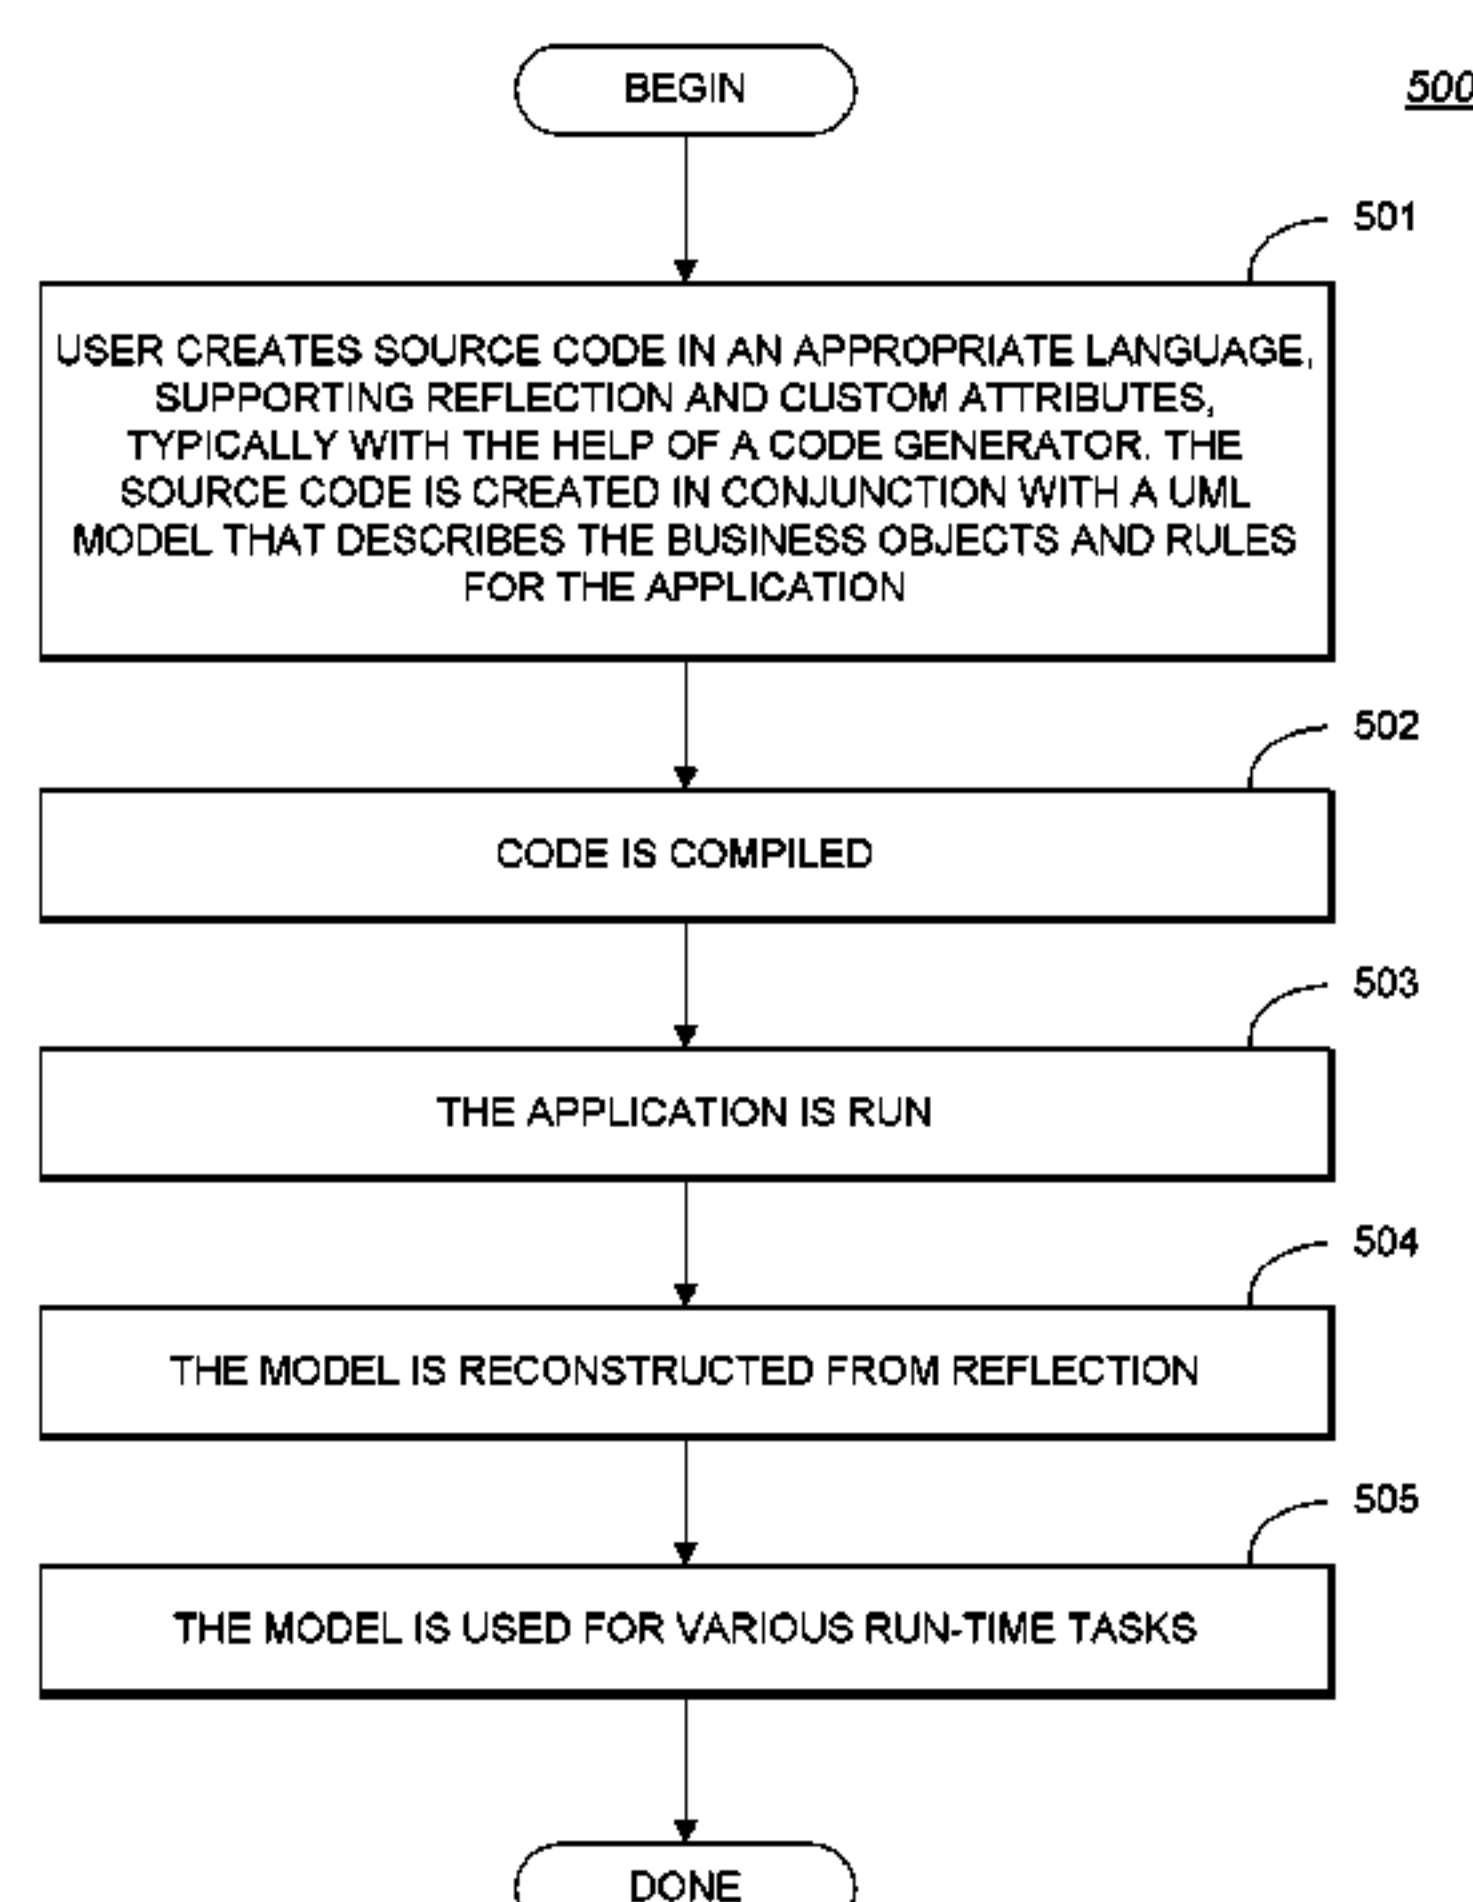 BEGIN
500
501
USER CREATES SOURCE CODE IN AN APPROPRIATE LANGUAGE,
SUPPORTING REFLECTION AND CUSTOM ATTRIBUTES,
TYPICALLY WITH THE HELP OF A CODE GENERATOR. THE
SOURCE CODE IS CREATED IN CONJUNCTION WITH A UML
MODEL THAT DESCRIBES THE BUSINESS OBJECTS AND RULES
FOR THE APPLICATION
502
CODE IS COMPILED
503
THE APPLICATION IS RUN
504
THE MODEL IS RECONSTRUCTED FROM REFLECTION
505
THE MODEL IS USED FOR VARIOUS RUN-TIME TASKS
DONE